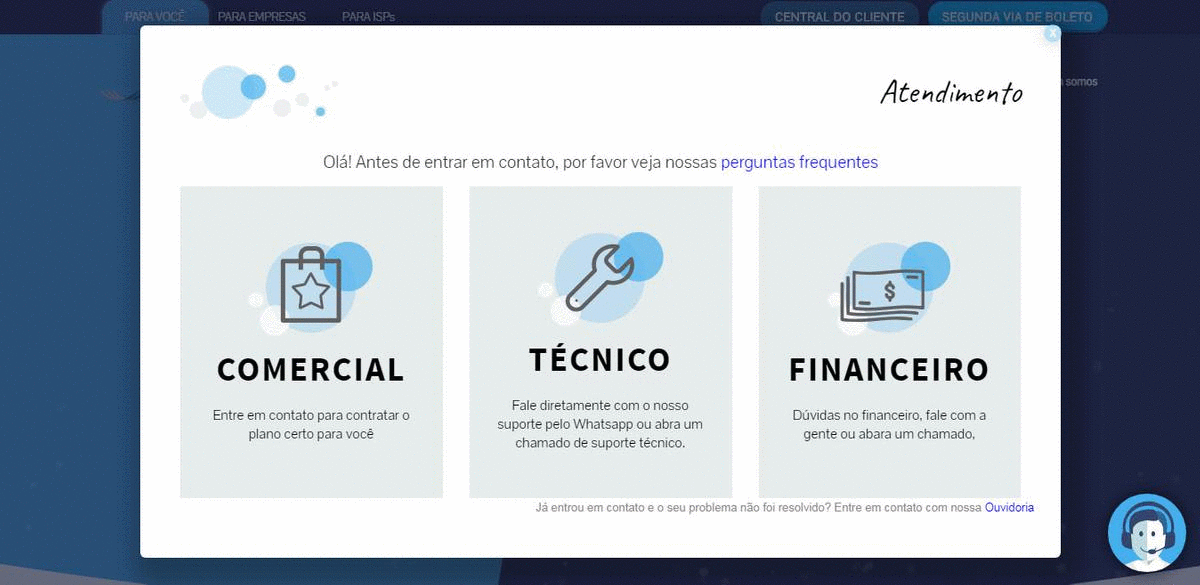 PARA VOCÊ PARA EMPRESAS PARA ISPs CENTRAL DO CLIENTE SEGUNDA VIA DE BOLETO
X
somos
Atendimento
Olá! Antes de entrar em contato, por favor veja nossas perguntas frequentes
COMERCIAL
Entre em contato para contratar o
plano certo para você
TÉCNICO
Fale diretamente com o nosso
suporte pelo Whatsapp ou abra um
chamado de suporte técnico.
$
FINANCEIRO
Dúvidas no financeiro, fale com a
gente ou abara um chamado,
Já entrou em contato e o seu problema não foi resolvido? Entre em contato com nossa Ouvidoria